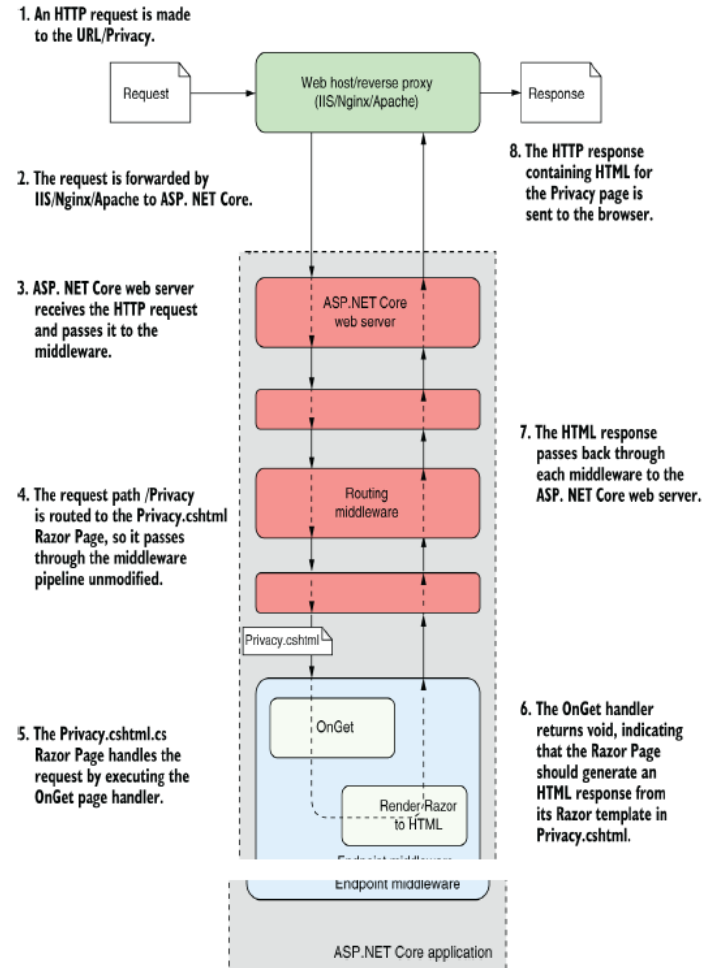 1. An HTTP request is made
to the URL/Privacy.
Request
Web host/reverse proxy
(IIS/Nginx/Apache)
Response
8. The HTTP response
containing HTML for
the Privacy page is
sent to the browser.
2. The request is forwarded by
IIS/Nginx/Apache to ASP. NET Core.
3. ASP. NET Core web server
receives the HTTP request
and passes it to the
middleware.
ASP.NET Core
web server
7. The HTML response
passes back through
each middleware to the
ASP. NET Core web server.
4. The request path /Privacy
is routed to the Privacy.cshtml
Razor Page, so it passes
through the middleware
pipeline unmodified.
Routing
middleware
Privacy.cshtml
5. The Privacy.cshtml.cs
Razor Page handles the
request by executing the
OnGet page handler.
OnGet
Render Razor
to HTML
6. The OnGet handler
returns void, indicating
that the Razor Page
should generate an
HTML response from
its Razor template in
Privacy.cshtml.
Endpoint middleware
Endpoint middleware
ASP.NET Core application